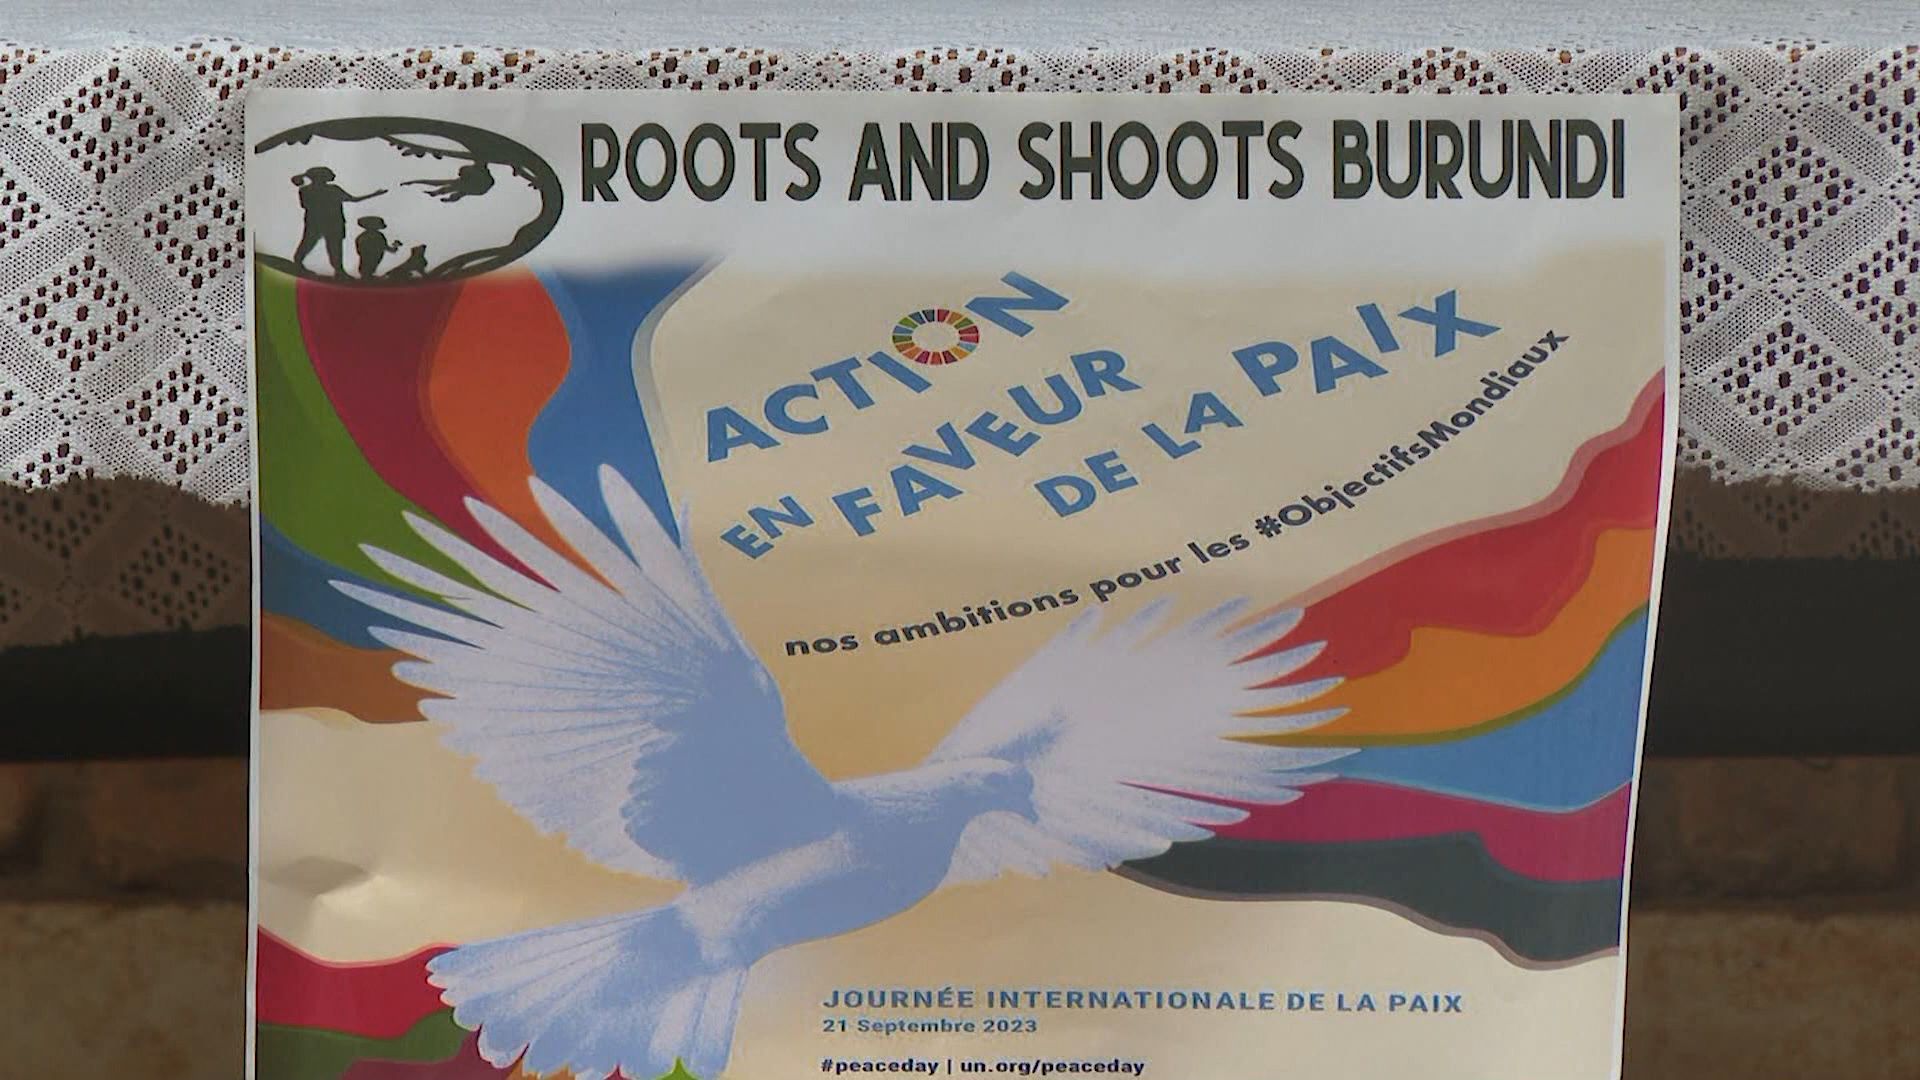 ROOTS AND SHOOTS BURUNDI
ACTION
EN FAVEUR
DE LA PAIX
nos ambitions pour les #ObjectifsMondiaux
JOURNÉE INTERNATIONALE DE LA PAIX
21 Septembre 2023
#peaceday | un.org/peaceday